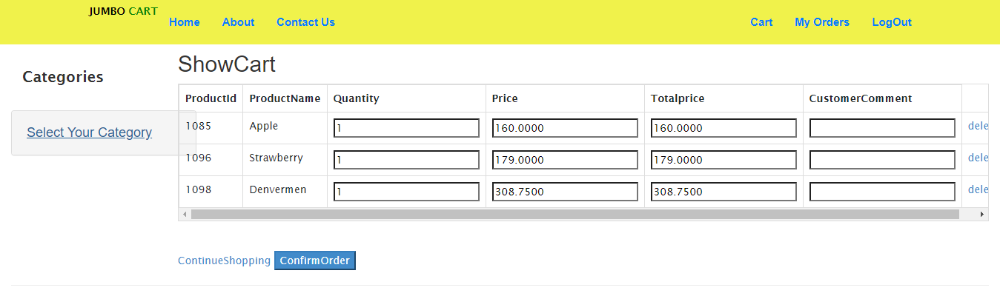 JUMBO CART
Home About Contact Us Cart My Orders LogOut
Categories
Select Your Category
ShowCart
ProductId ProductName Quantity Price Totalprice CustomerComment
1085 Apple 1 160.0000 160.0000 dele
1096 Strawberry 1 179.0000 179.0000 dele
1098 Denvermen 1 308.7500 308.7500 dele
ContinueShopping ConfirmOrder